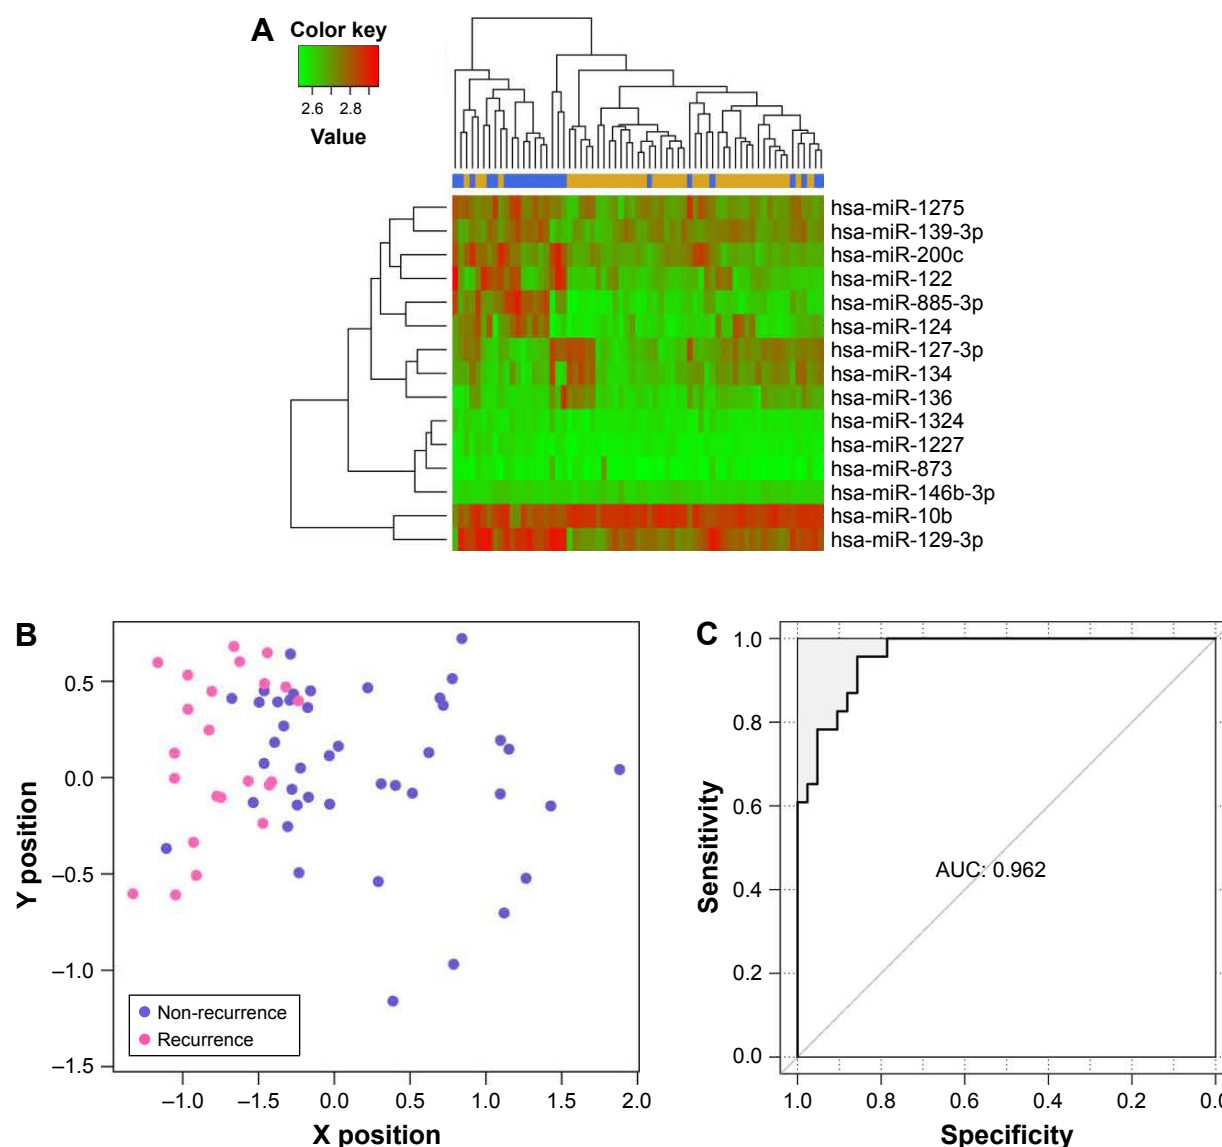 A
Color key
2.6 2.8
Value
hsa-miR-1275
hsa-miR-139-3p
hsa-miR-200c
hsa-miR-122
hsa-miR-885-3p
hsa-miR-124
hsa-miR-127-3p
hsa-miR-134
hsa-miR-136
hsa-miR-1324
hsa-miR-1227
hsa-miR-873
hsa-miR-146b-3p
hsa-miR-10b
hsa-miR-129-3p
B
Y position
0.5
0.0
–0.5
–1.0
–1.5
Non-recurrence
Recurrence
–1.0 –1.5 0.0 0.5 1.0 1.5 2.0
X position
C
Sensitivity
1.0
0.8
0.6
0.4
0.2
0.0
AUC: 0.962
1.0 0.8 0.6 0.4 0.2 0.0
Specificity